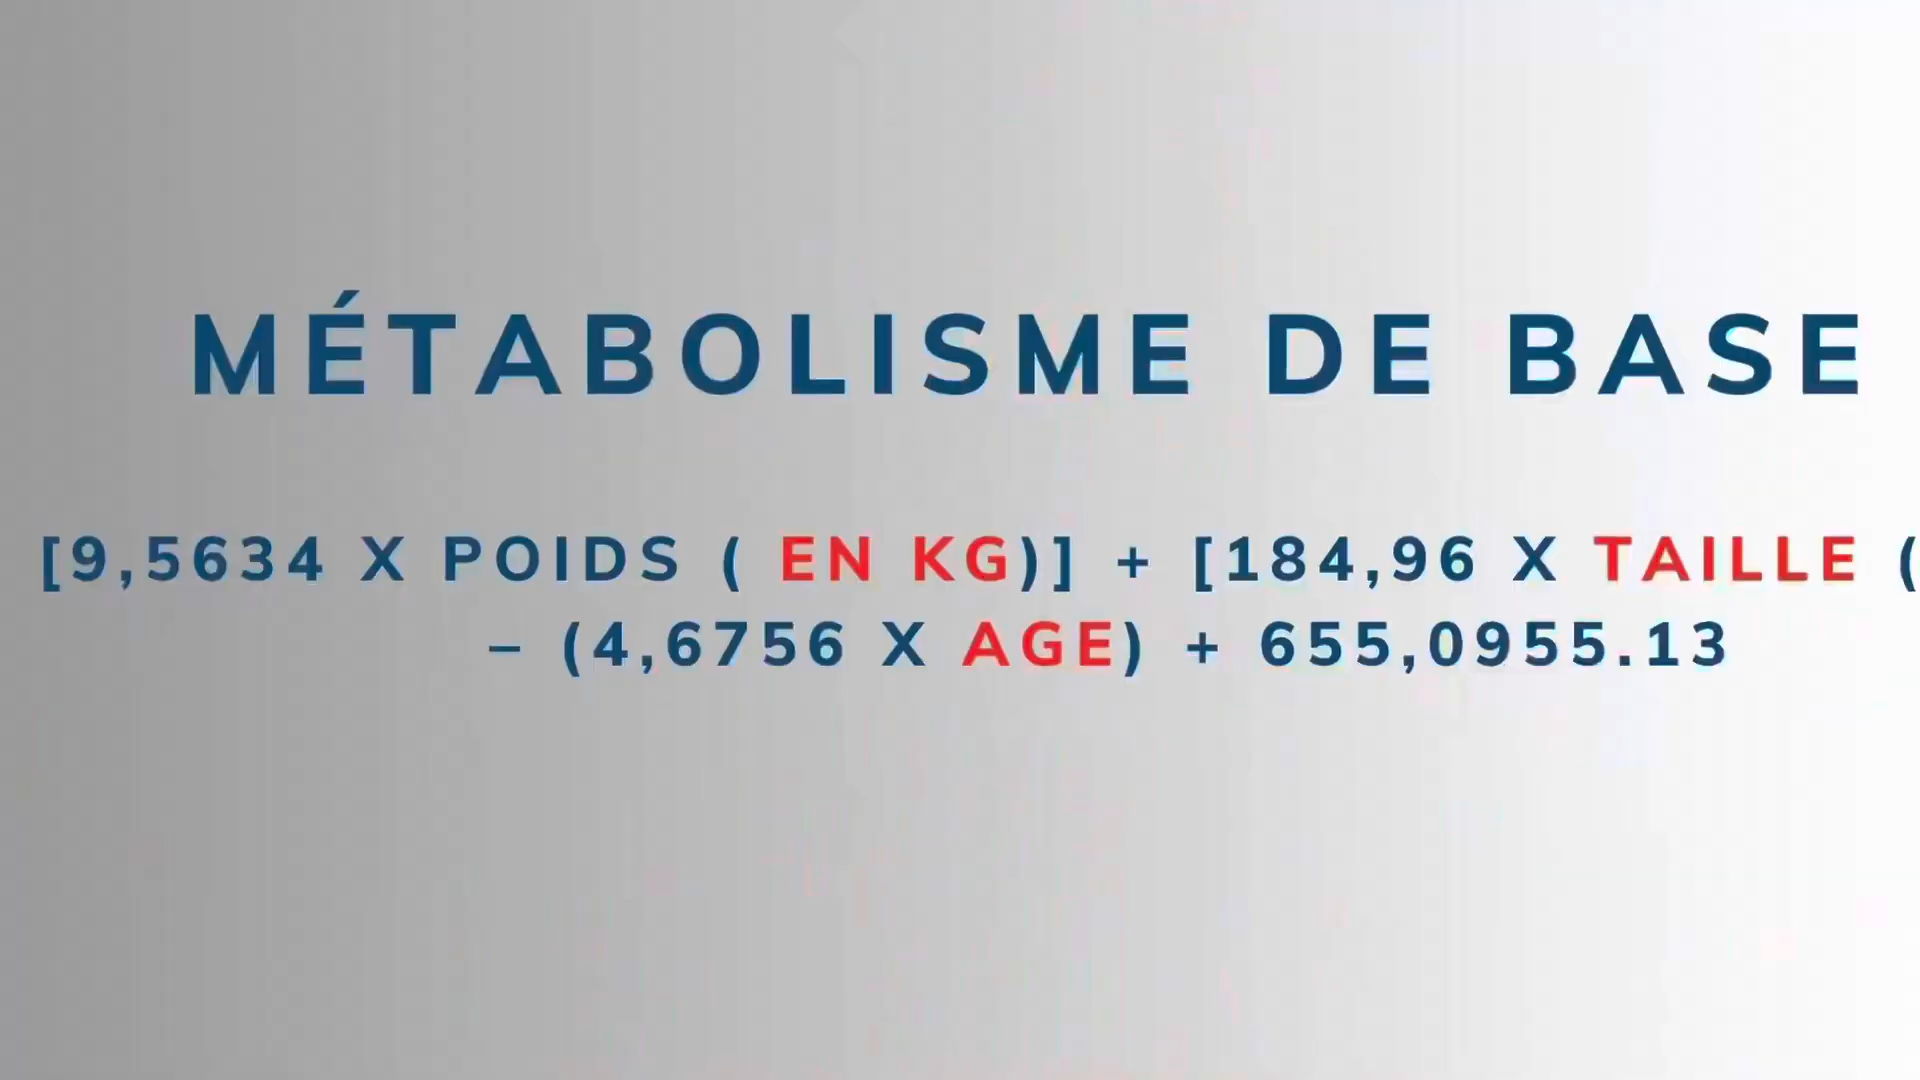 MÉTABOLISME DE BASE
[9,5634 X POIDS ( EN KG)] + [184,96 X TAILLE (
– (4,6756 X AGE) + 655,0955.13